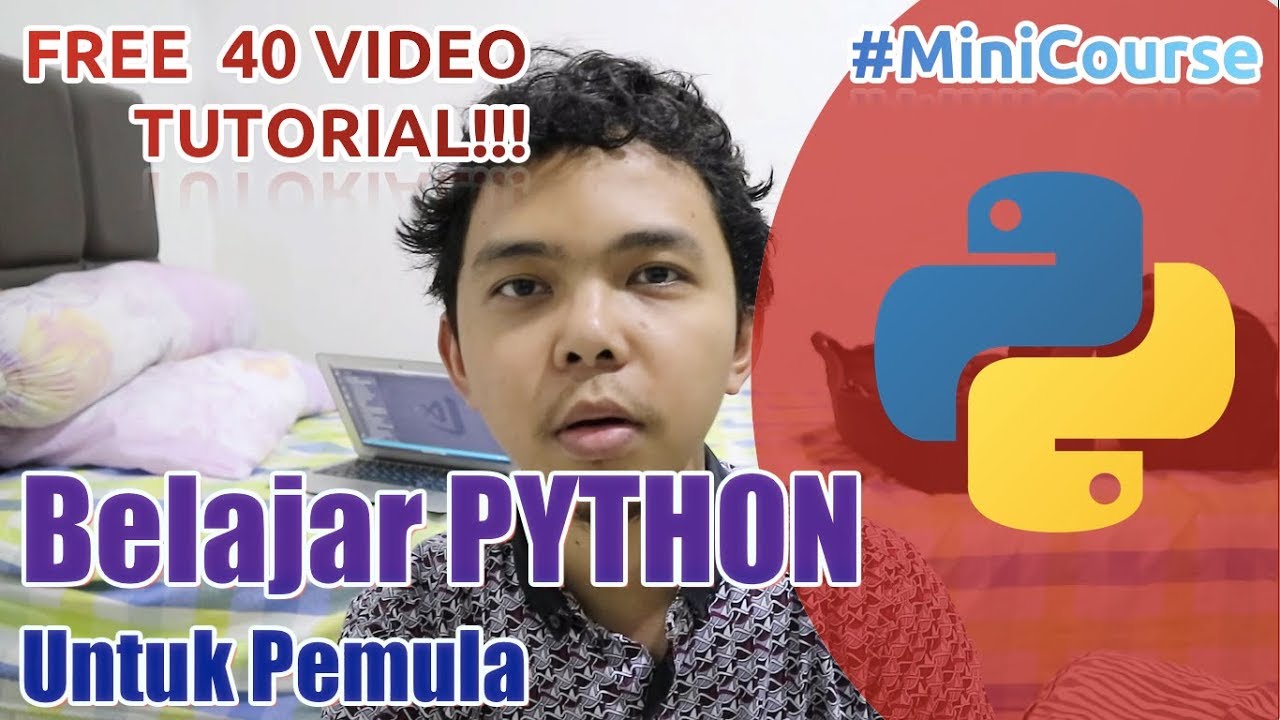 FREE 40 VIDEO
TUTORIAL!!!
#MiniCourse
Belajar PYTHON
Untuk Pemula